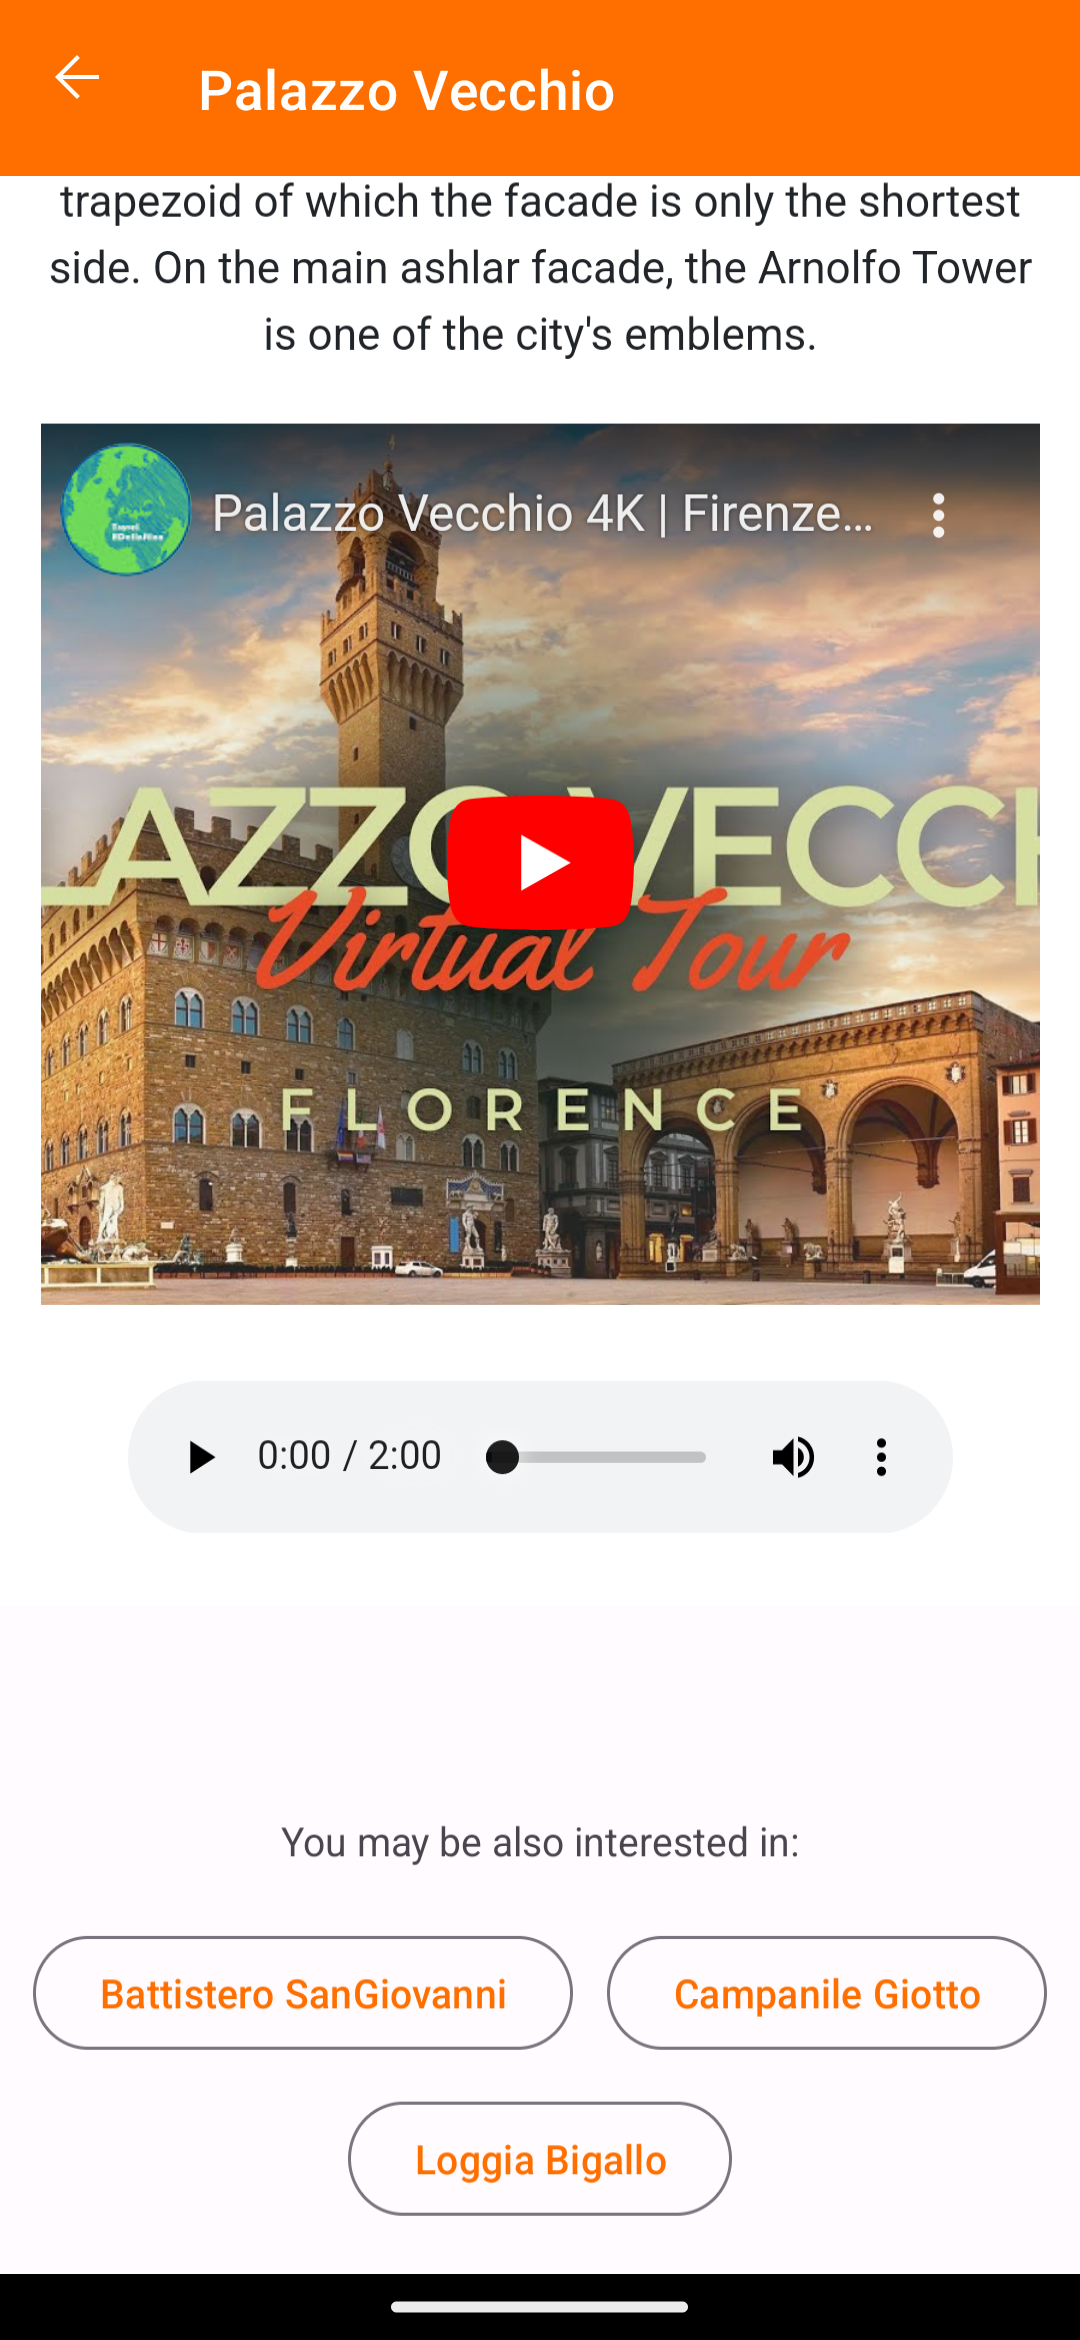 Palazzo Vecchio
trapezoid of which the facade is only the shortest
side. On the main ashlar facade, the Arnolfo Tower
is one of the city's emblems.
Palazzo Vecchio 4K | Firenze...
VECCH
Virtual Tour
FLORENCE
0:00 / 2:00
You may be also interested in:
Battistero SanGiovanni
Campanile Giotto
Loggia Bigallo